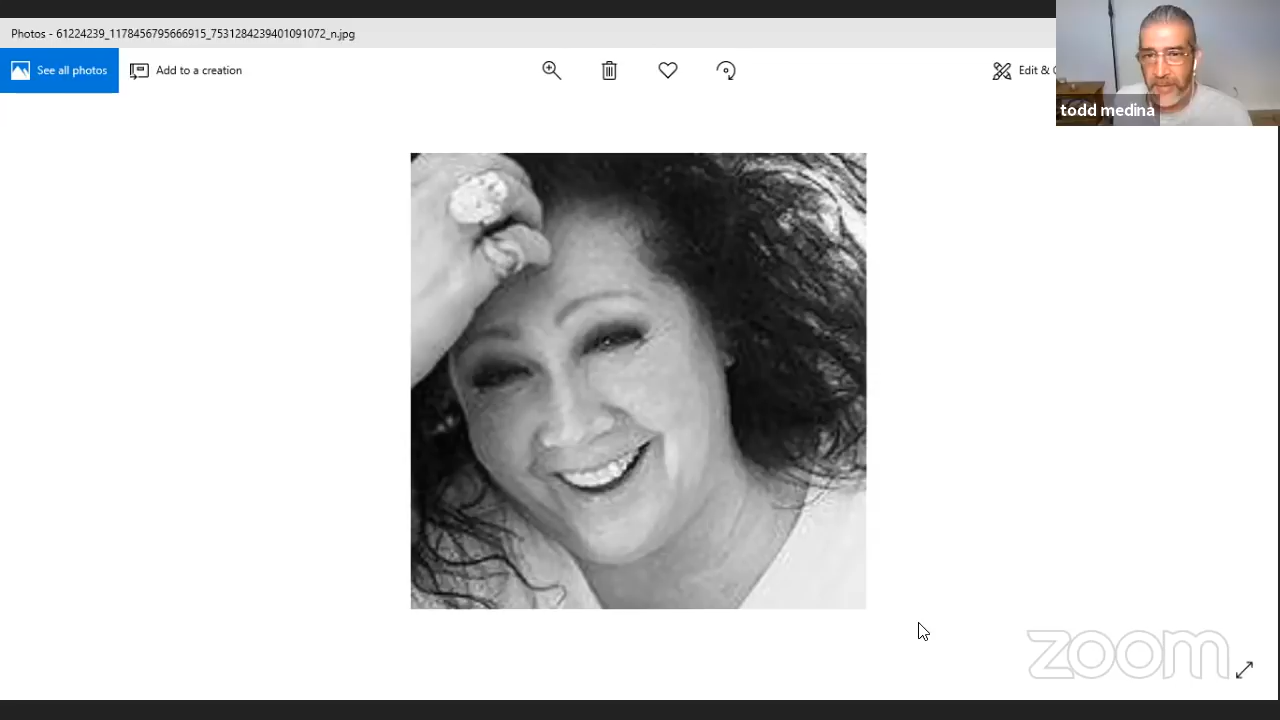 Photos - 61224239_1178456795666915_7531284239401091072_n.jpg
See all photos
Add to a creation
Edit &
todd medina
zoom